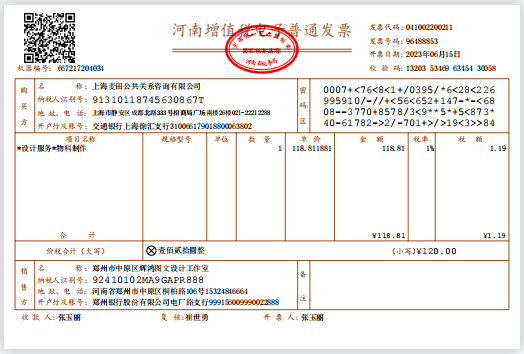 河南增值税电子普通发票
发票代码: 041002200211
发票号码: 96488853
开票日期: 2023年06月15日
机器编号: 667217204034
校 验 码: 13203 53469 63454 30058
购买方
名 称: 上海麦田公共关系咨询有限公司
纳税人识别号: 91310118745630867T
地 址、电 话: 上海市静安区成都北路333号招商局广场南楼26楼021-22212288
开户行及账号: 交通银行上海徐汇支行310066179018800063802
密码区
0007+<76<8<1+/0395/*6<28<226
995910/-//+<56<652+147=*=<68
08--3770+8578/3<9**5*+5<873*
40-61782=>2/-701+>/>19<3>>84
项目名称 规格型号 单位 数 量 单 价 金 额 税率 税 额
*设计服务*物料制作 1 118.811881 118.81 1% 1.19
合 计 ¥118.81 ¥1.19
价税合计（大写） ⊗壹佰贰拾圆整 (小写)¥120.00
销售方
名 称: 郑州市中原区辉鸿图文设计工作室
纳税人识别号: 92410102MA9GAPR888
地 址、电 话: 河南省郑州市中原区桐柏路106号15324846664
开户行及账号: 郑州银行股份有限公司电厂路支行999156009990022888
备注
收 款 人: 张玉丽 复 核: 崔世勇 开 票 人: 张玉丽